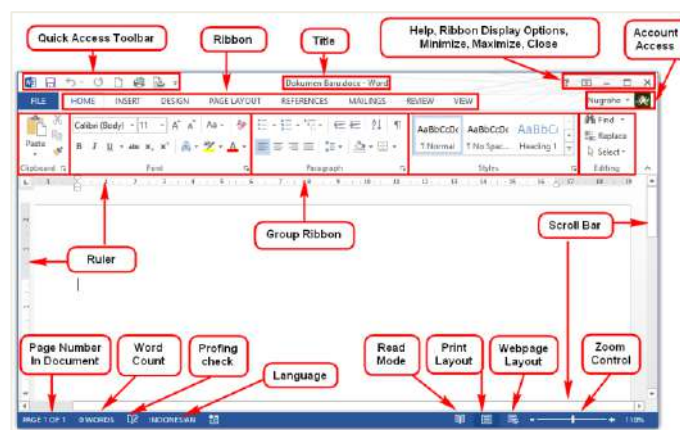 Quick Access Toolbar
Ribbon
Title
Help, Ribbon Display Options,
Minimize, Maximize, Close
Account
Access
Dokumen Baru.docx - Word
FILE HOME INSERT DESIGN PAGE LAYOUT REFERENCES MAILINGS REVIEW VIEW
Nugroho
Paste
Calibri (Body) 11
AaBbCcDc AaBbCcDc AaBbC
¶ Normal ¶ No Spac... Heading 1
Find
Replace
Select
Clipboard Font Paragraph Styles Editing
Ruler
Group Ribbon
Scroll Bar
Page Number
In Document
Word
Count
Profing
check
Language
Read
Mode
Print
Layout
Webpage
Layout
Zoom
Control
PAGE 1 OF 1 0 WORDS INDONESIAN 110%